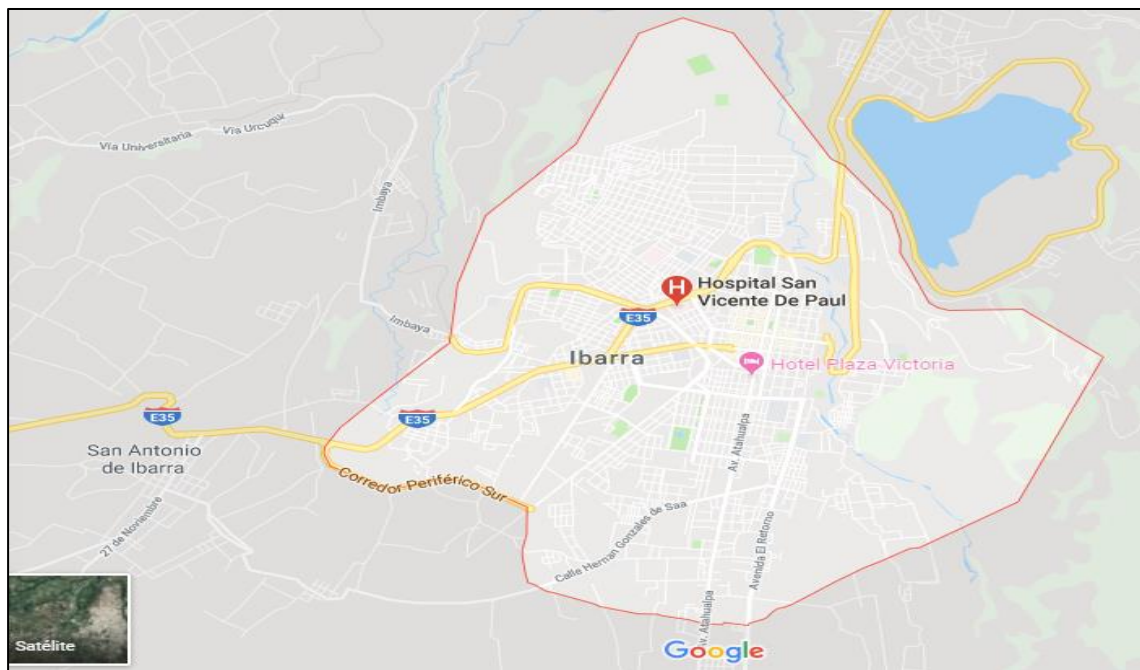 Vía Universitaria
Vía Urcuquí
Imbaya
Imbaya
Hospital San
Vicente De Paul
E35
Ibarra
Hotel Plaza Victoria
E35
E35
San Antonio
de Ibarra
Corredor Periférico Sur
Av. Atahualpa
27 de Noviembre
Calle Hernan Gonzales de Saa
Avenida El Retorno
Av. Atahualpa
Satélite
Google